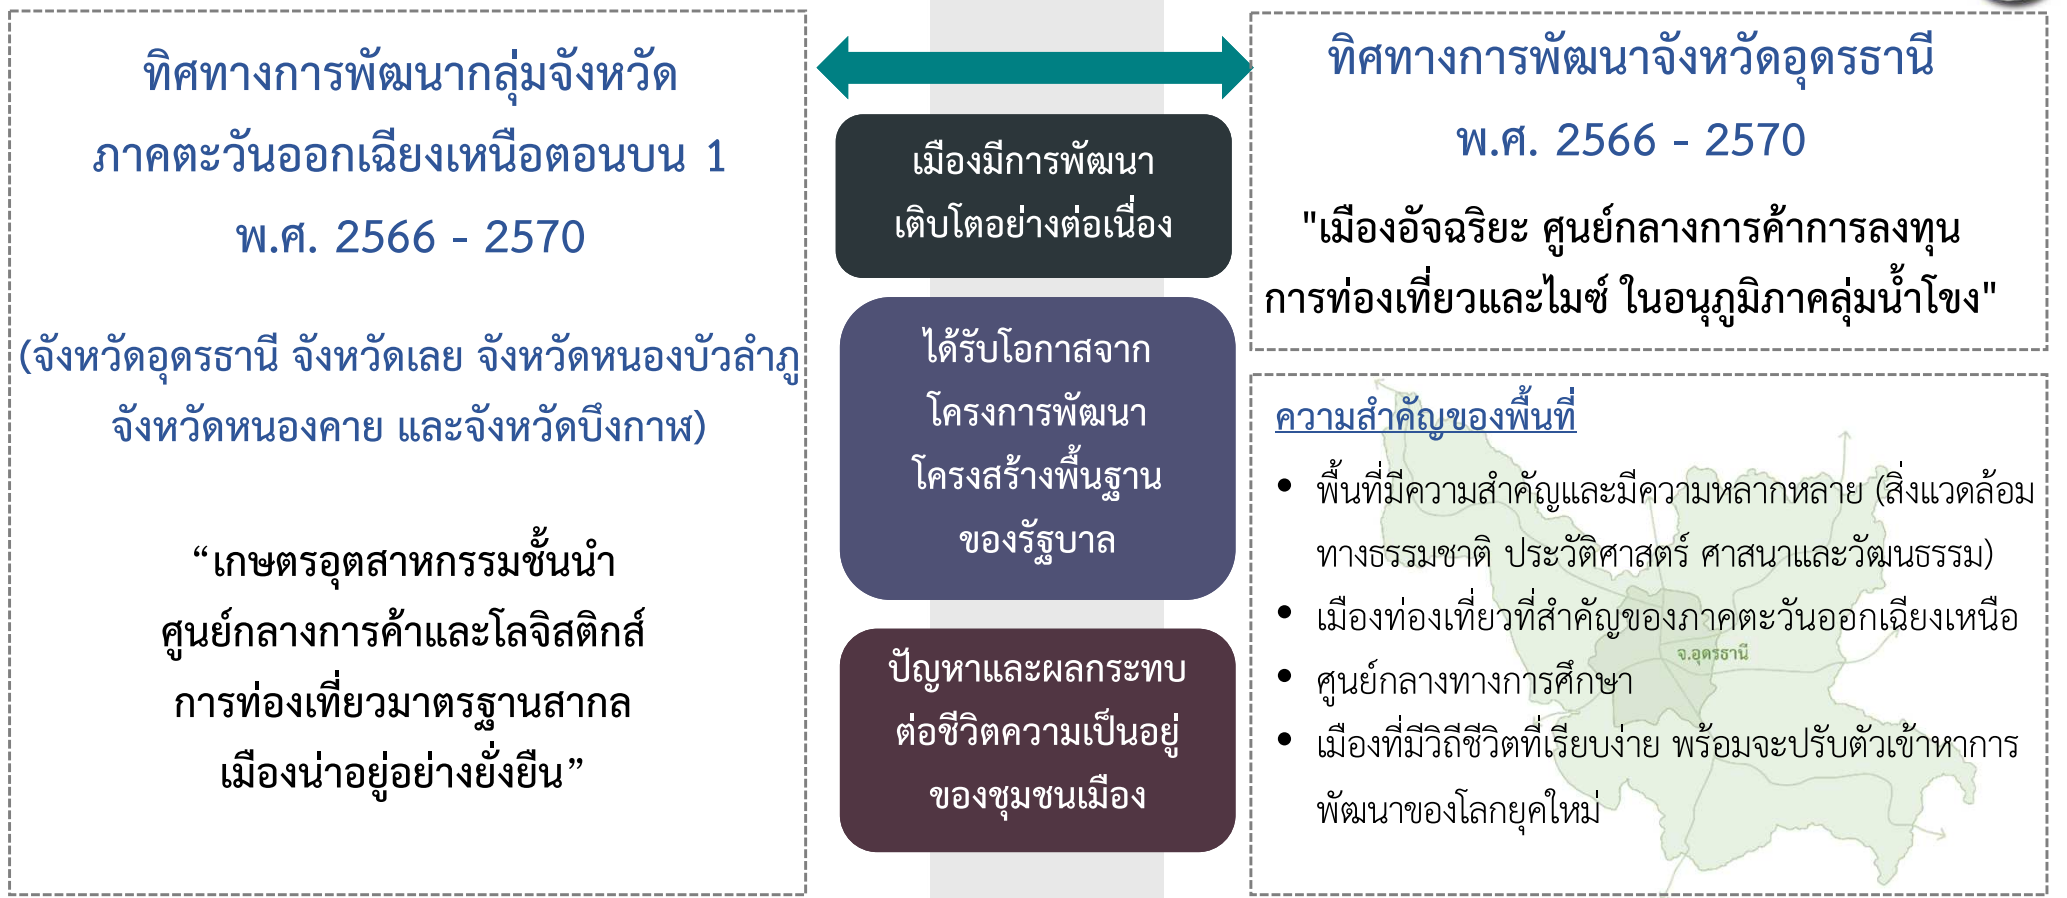 ทิศทางการพัฒนากลุ่มจังหวัด
ภาคตะวันออกเฉียงเหนือตอนบน 1
พ.ศ. 2566 - 2570
(จังหวัดอุดรธานี จังหวัดเลย จังหวัดหนองบัวลำภู
จังหวัดหนองคาย และจังหวัดบึงกาฬ)
“เกษตรอุตสาหกรรมชั้นนำ
ศูนย์กลางการค้าและโลจิสติกส์
การท่องเที่ยวมาตรฐานสากล
เมืองน่าอยู่อย่างยั่งยืน”
เมืองมีการพัฒนา
เติบโตอย่างต่อเนื่อง
ได้รับโอกาสจาก
โครงการพัฒนา
โครงสร้างพื้นฐาน
ของรัฐบาล
ปัญหาและผลกระทบ
ต่อชีวิตความเป็นอยู่
ของชุมชนเมือง
ทิศทางการพัฒนาจังหวัดอุดรธานี
พ.ศ. 2566 - 2570
"เมืองอัจฉริยะ ศูนย์กลางการค้าการลงทุน
การท่องเที่ยวและไมซ์ ในอนุภูมิภาคลุ่มน้ำโขง"
ความสำคัญของพื้นที่
• พื้นที่มีความสำคัญและมีความหลากหลาย (สิ่งแวดล้อม
ทางธรรมชาติ ประวัติศาสตร์ ศาสนาและวัฒนธรรม)
• เมืองท่องเที่ยวที่สำคัญของภาคตะวันออกเฉียงเหนือ
จ.อุดรธานี
• ศูนย์กลางทางการศึกษา
• เมืองที่มีวิถีชีวิตที่เรียบง่าย พร้อมจะปรับตัวเข้าหาการ
พัฒนาของโลกยุคใหม่